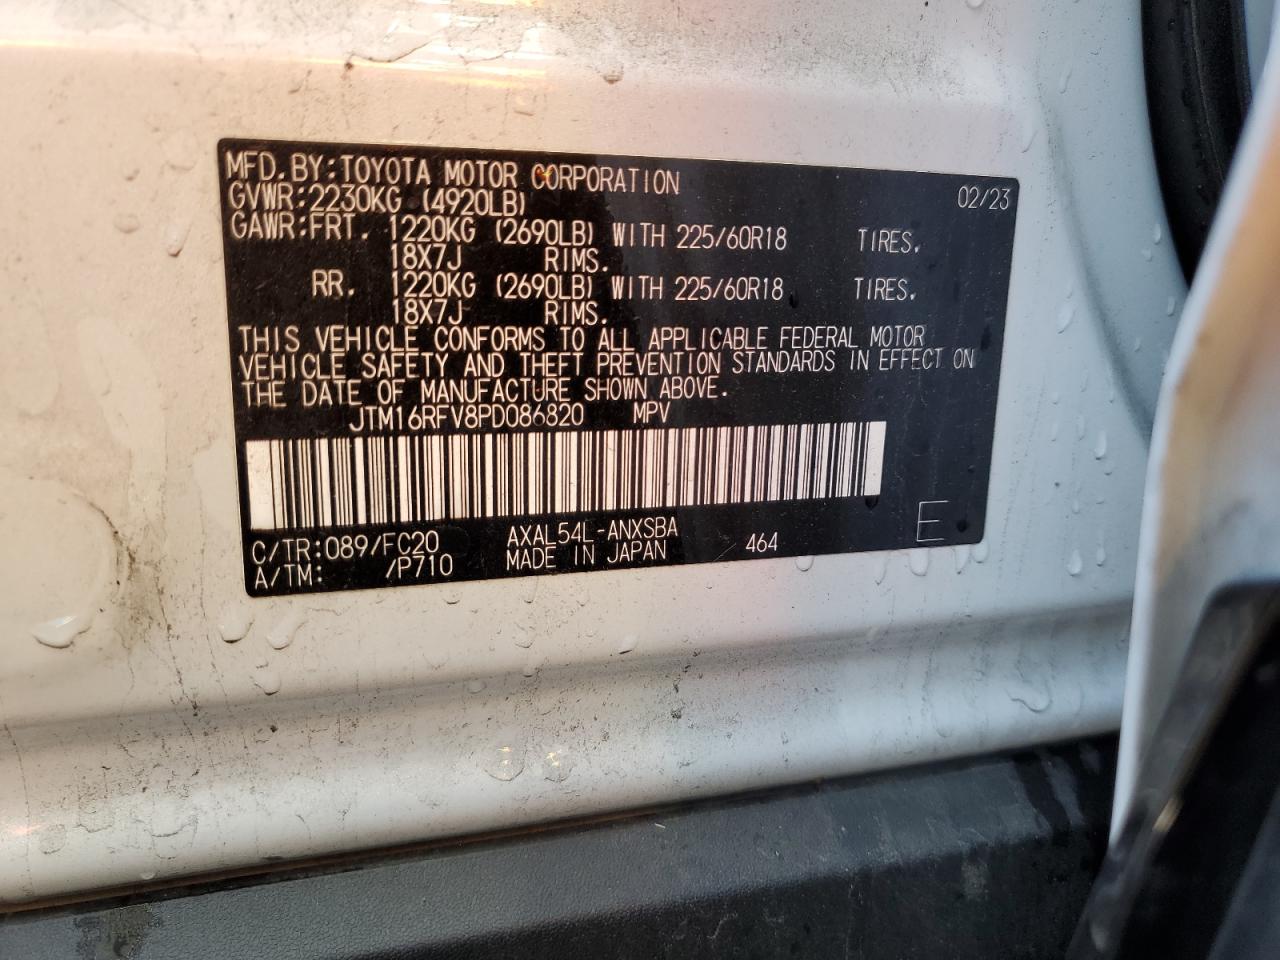 MFD.BY:TOYOTA MOTOR CORPORATION 02/23
GVWR:2230KG (4920LB)
GAWR:FRT. 1220KG (2690LB) WITH 225/60R18 TIRES.
18X7J RIMS.
RR. 1220KG (2690LB) WITH 225/60R18 TIRES.
18X7J RIMS.
THIS VEHICLE CONFORMS TO ALL APPLICABLE FEDERAL MOTOR
VEHICLE SAFETY AND THEFT PREVENTION STANDARDS IN EFFECT ON
THE DATE OF MANUFACTURE SHOWN ABOVE.
JTM16RFV8PD086820 MPV
C/TR:089/FC20 AXAL54L-ANXSBA 464 E
A/TM: /P710 MADE IN JAPAN